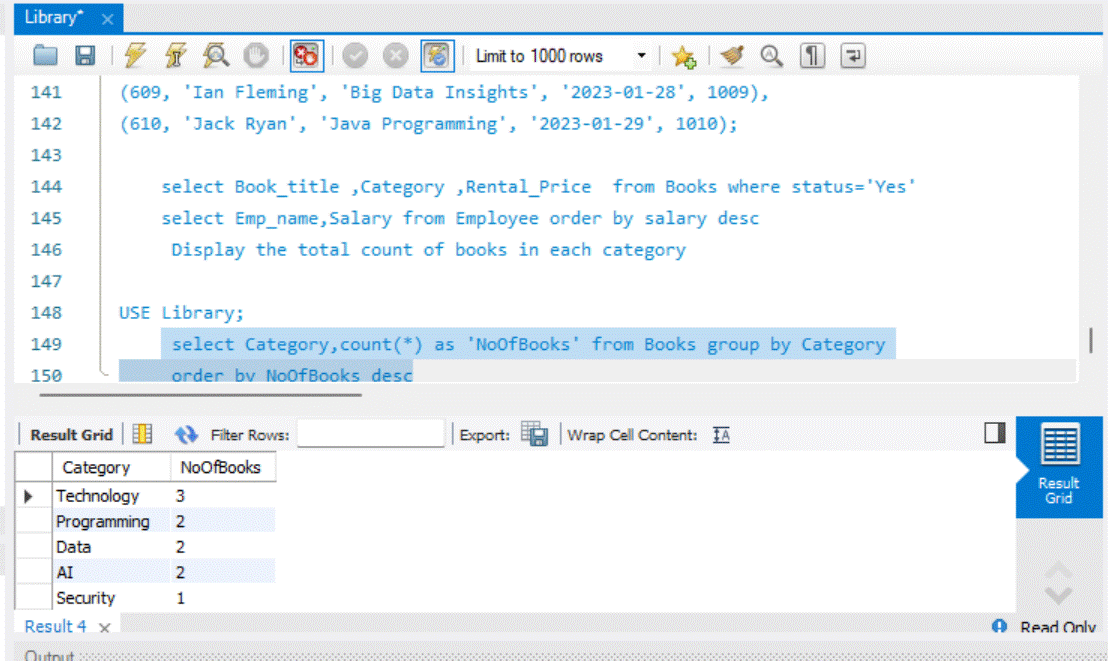 Library*
Limit to 1000 rows
141 (609, 'Ian Fleming', 'Big Data Insights', '2023-01-28', 1009),
142 (610, 'Jack Ryan', 'Java Programming', '2023-01-29', 1010);
143
144 select Book_title ,Category ,Rental_Price  from Books where status='Yes'
145 select Emp_name,Salary from Employee order by salary desc
146 Display the total count of books in each category
147
148 USE Library;
149 select Category,count(*) as 'NoOfBooks' from Books group by Category
150 order by NoOfBooks desc
Result Grid Filter Rows: Export: Wrap Cell Content: IA
Category NoOfBooks
Technology 3
Programming 2
Data 2
AI 2
Security 1
Result Grid
Result 4
Read Only
Output